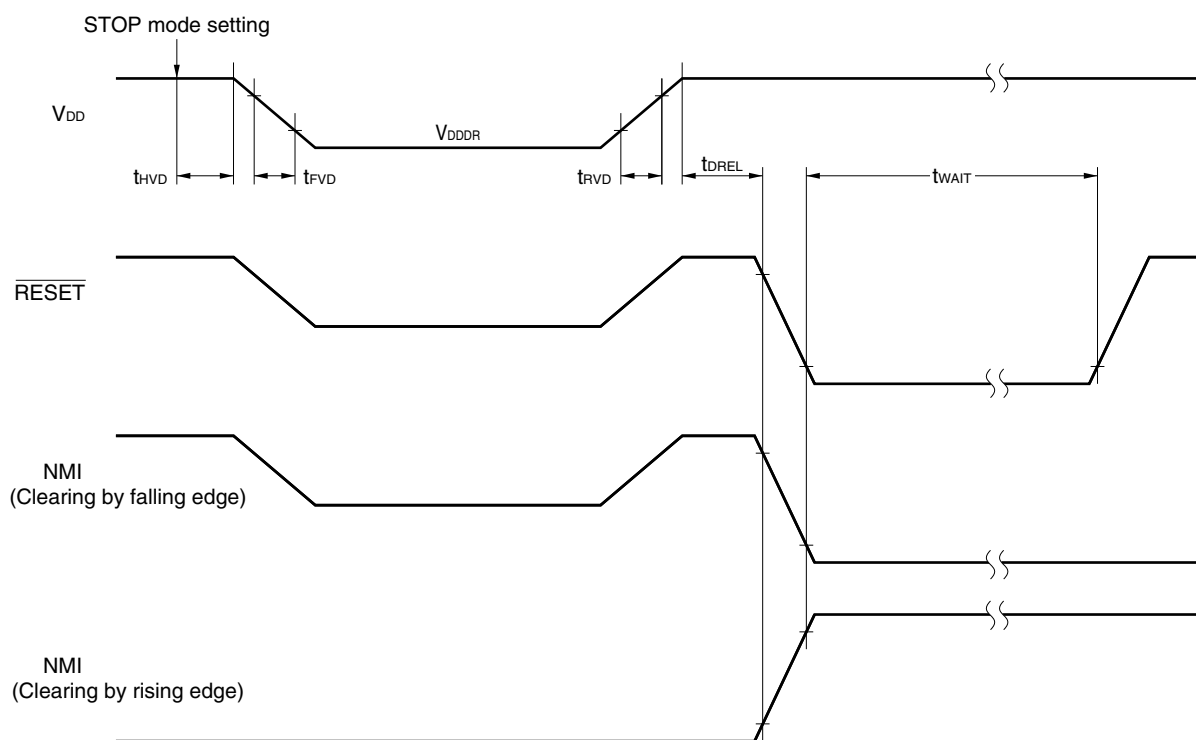 STOP mode setting
VDD
VDDDR
tHVD
tFVD
tRVD
tDREL
tWAIT
RESET
NMI
(Clearing by falling edge)
NMI
(Clearing by rising edge)